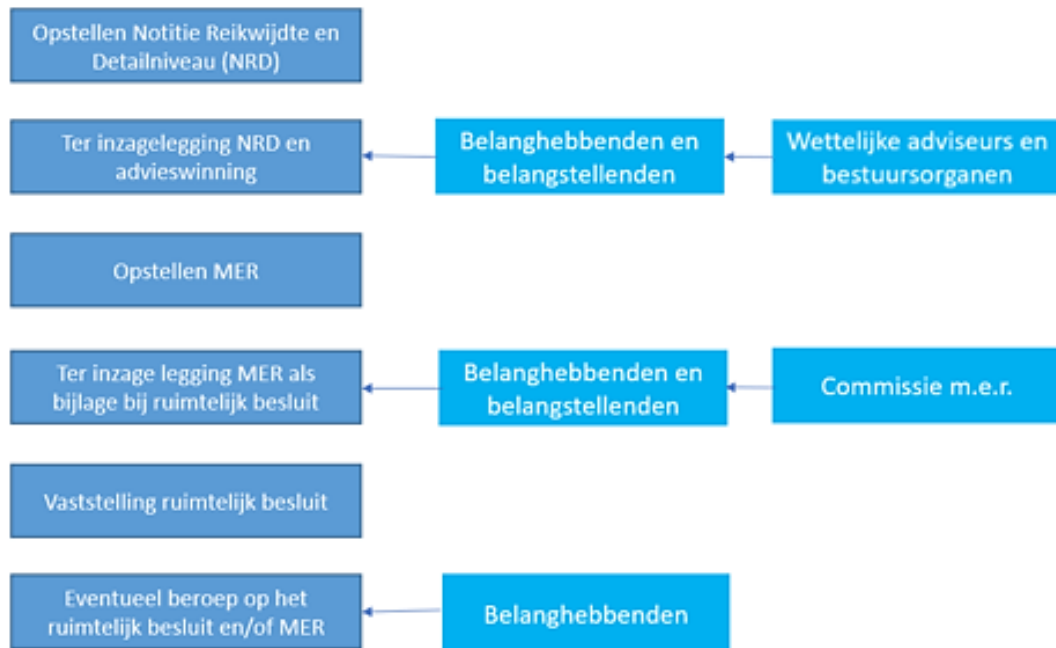 Opstellen Notitie Reikwijdte en
Detailniveau (NRD)
Ter inzagelegging NRD en
advieswinning
Belanghebbenden en
belangstellenden
Wettelijke adviseurs en
bestuursorganen
Opstellen MER
Ter inzage legging MER als
bijlage bij ruimtelijk besluit
Belanghebbenden en
belangstellenden
Commissie m.e.r.
Vaststelling ruimtelijk besluit
Eventueel beroep op het
ruimtelijk besluit en/of MER
Belanghebbenden